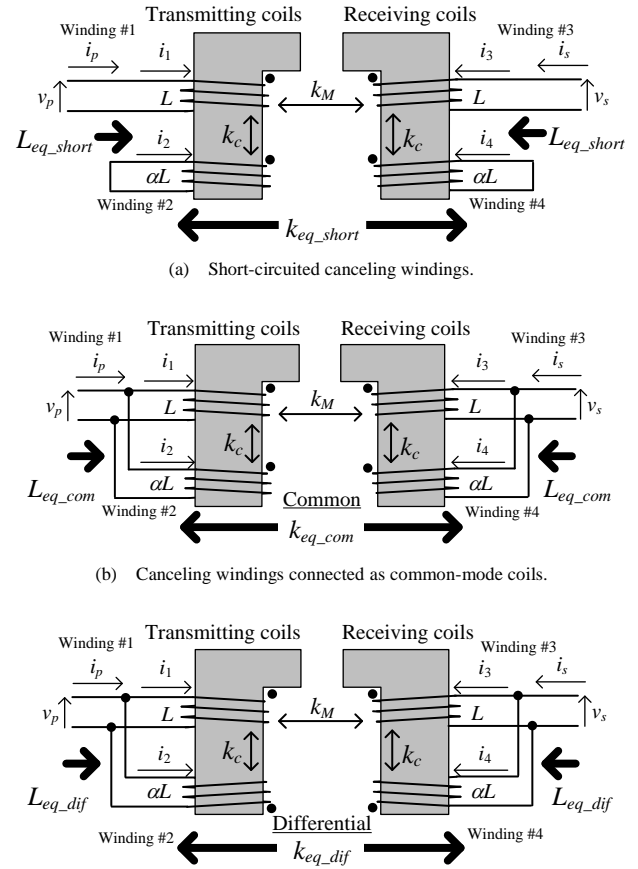 Transmitting coils Receiving coils
Winding #1 Winding #3
i_p i_1 i_3 i_s
v_p L k_M L v_s
L_eq_short i_2 k_c k_c i_4 L_eq_short
αL αL
Winding #2 Winding #4
k_eq_short
(a) Short-circuited canceling windings.
Transmitting coils Receiving coils
Winding #1 Winding #3
i_p i_1 i_3 i_s
v_p L k_M L v_s
i_2 k_c k_c i_4
L_eq_com αL αL L_eq_com
Winding #2 Common Winding #4
k_eq_com
(b) Canceling windings connected as common-mode coils.
Transmitting coils Receiving coils
Winding #1 Winding #3
i_p i_1 i_3 i_s
v_p L k_M L v_s
i_2 k_c k_c i_4
L_eq_dif αL αL L_eq_dif
Winding #2 Differential Winding #4
k_eq_dif